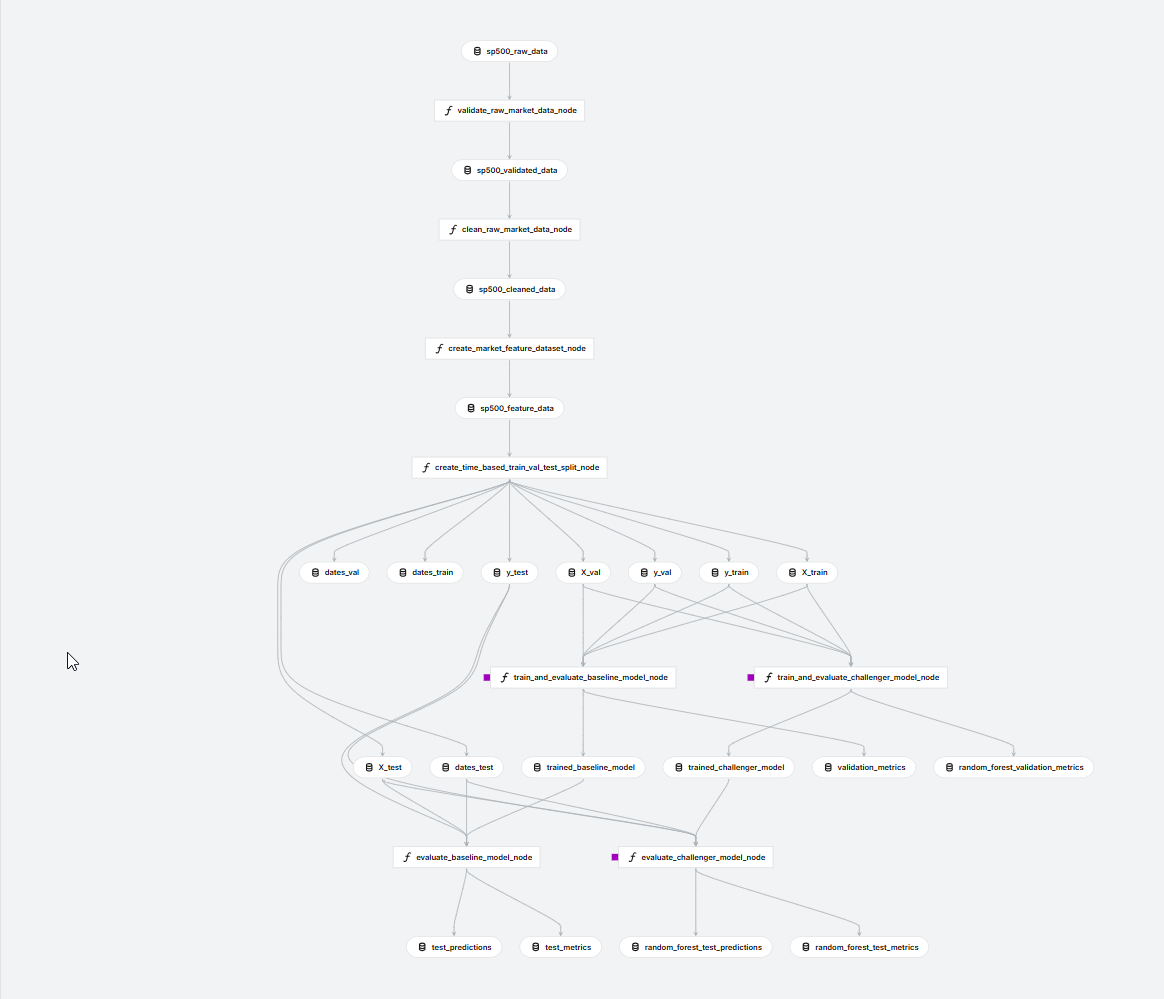 sp500_raw_data
validate_raw_market_data_node
sp500_validated_data
clean_raw_market_data_node
sp500_cleaned_data
create_market_feature_dataset_node
sp500_feature_data
create_time_based_train_val_test_split_node
dates_val
dates_train
y_test
X_val
y_val
y_train
X_train
train_and_evaluate_baseline_model_node
train_and_evaluate_challenger_model_node
X_test
dates_test
trained_baseline_model
trained_challenger_model
validation_metrics
random_forest_validation_metrics
evaluate_baseline_model_node
evaluate_challenger_model_node
test_predictions
test_metrics
random_forest_test_predictions
random_forest_test_metrics